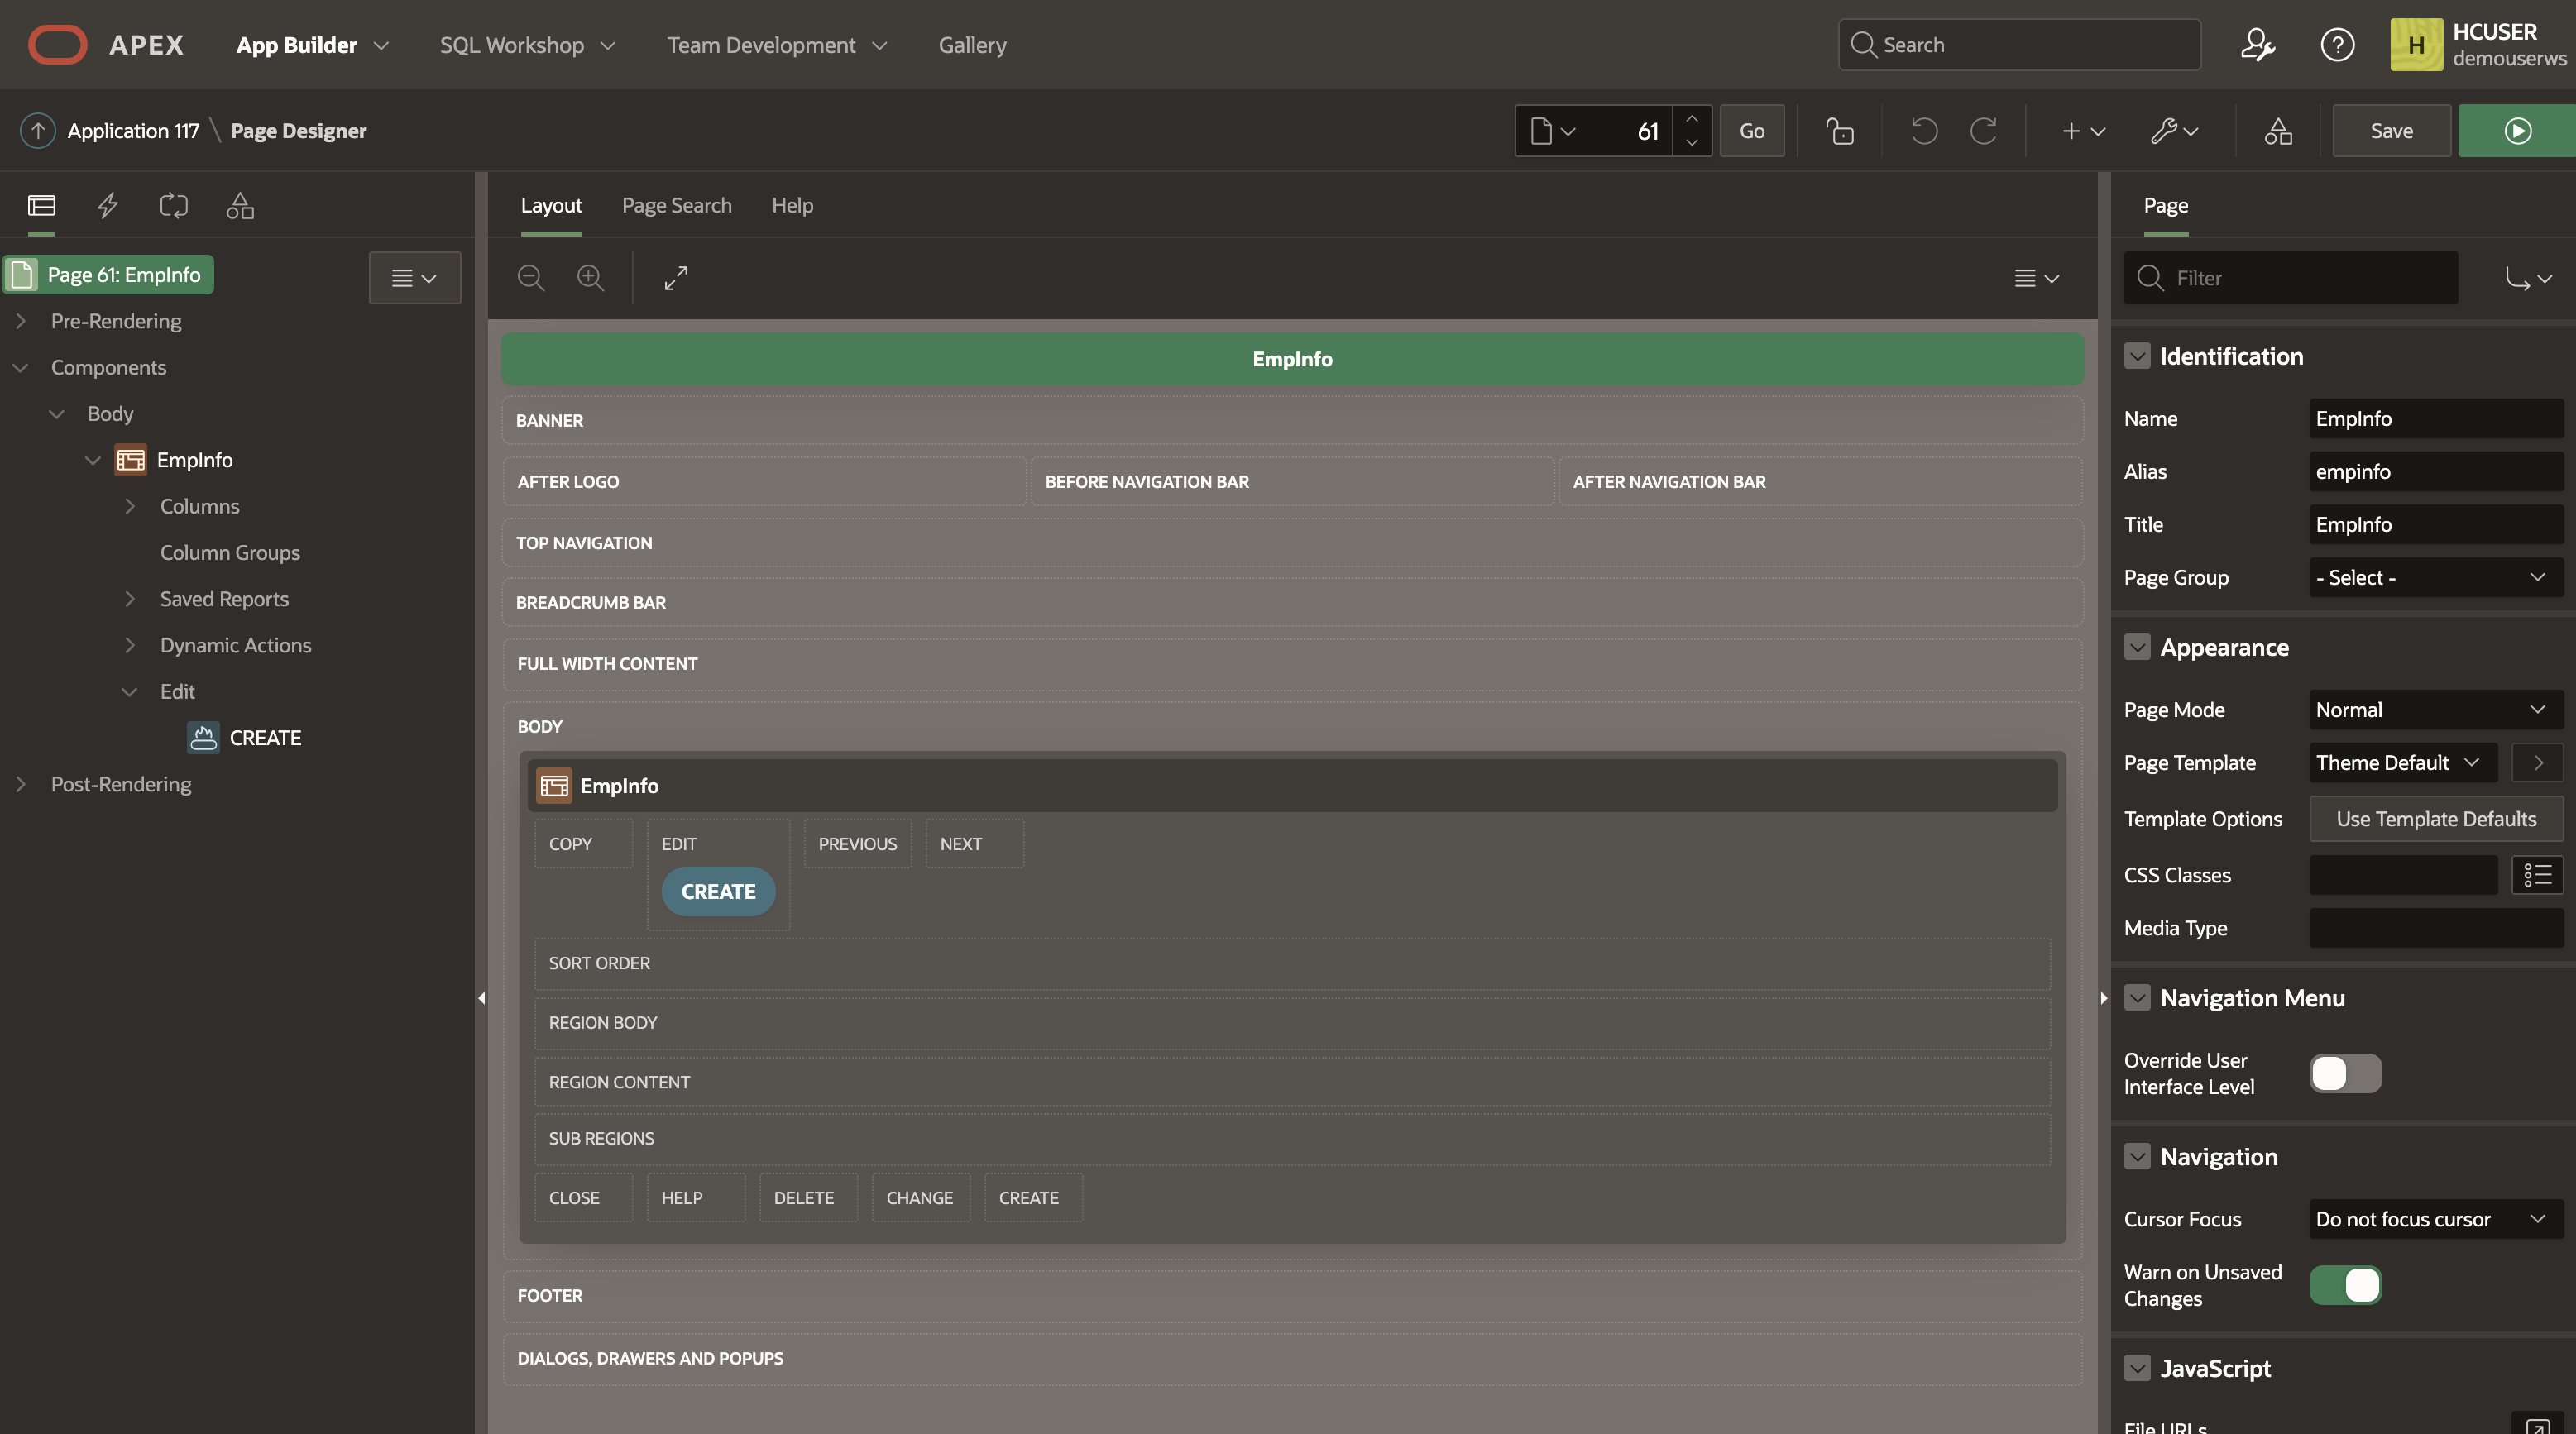 APEX
App Builder
SQL Workshop
Team Development
Gallery
Search
H
HCUSER
demouserws
Application 117 \ Page Designer
61
Go
Save
Page 61: EmpInfo
Pre-Rendering
Components
Body
EmpInfo
Columns
Column Groups
Saved Reports
Dynamic Actions
Edit
CREATE
Post-Rendering
Layout
Page Search
Help
EmpInfo
BANNER
AFTER LOGO
BEFORE NAVIGATION BAR
AFTER NAVIGATION BAR
TOP NAVIGATION
BREADCRUMB BAR
FULL WIDTH CONTENT
BODY
EmpInfo
COPY
EDIT
PREVIOUS
NEXT
CREATE
SORT ORDER
REGION BODY
REGION CONTENT
SUB REGIONS
CLOSE
HELP
DELETE
CHANGE
CREATE
FOOTER
DIALOGS, DRAWERS AND POPUPS
Page
Filter
Identification
Name
EmpInfo
Alias
empinfo
Title
EmpInfo
Page Group
- Select -
Appearance
Page Mode
Normal
Page Template
Theme Default
Template Options
Use Template Defaults
CSS Classes
Media Type
Navigation Menu
Override User
Interface Level
Navigation
Cursor Focus
Do not focus cursor
Warn on Unsaved
Changes
JavaScript
File URLs